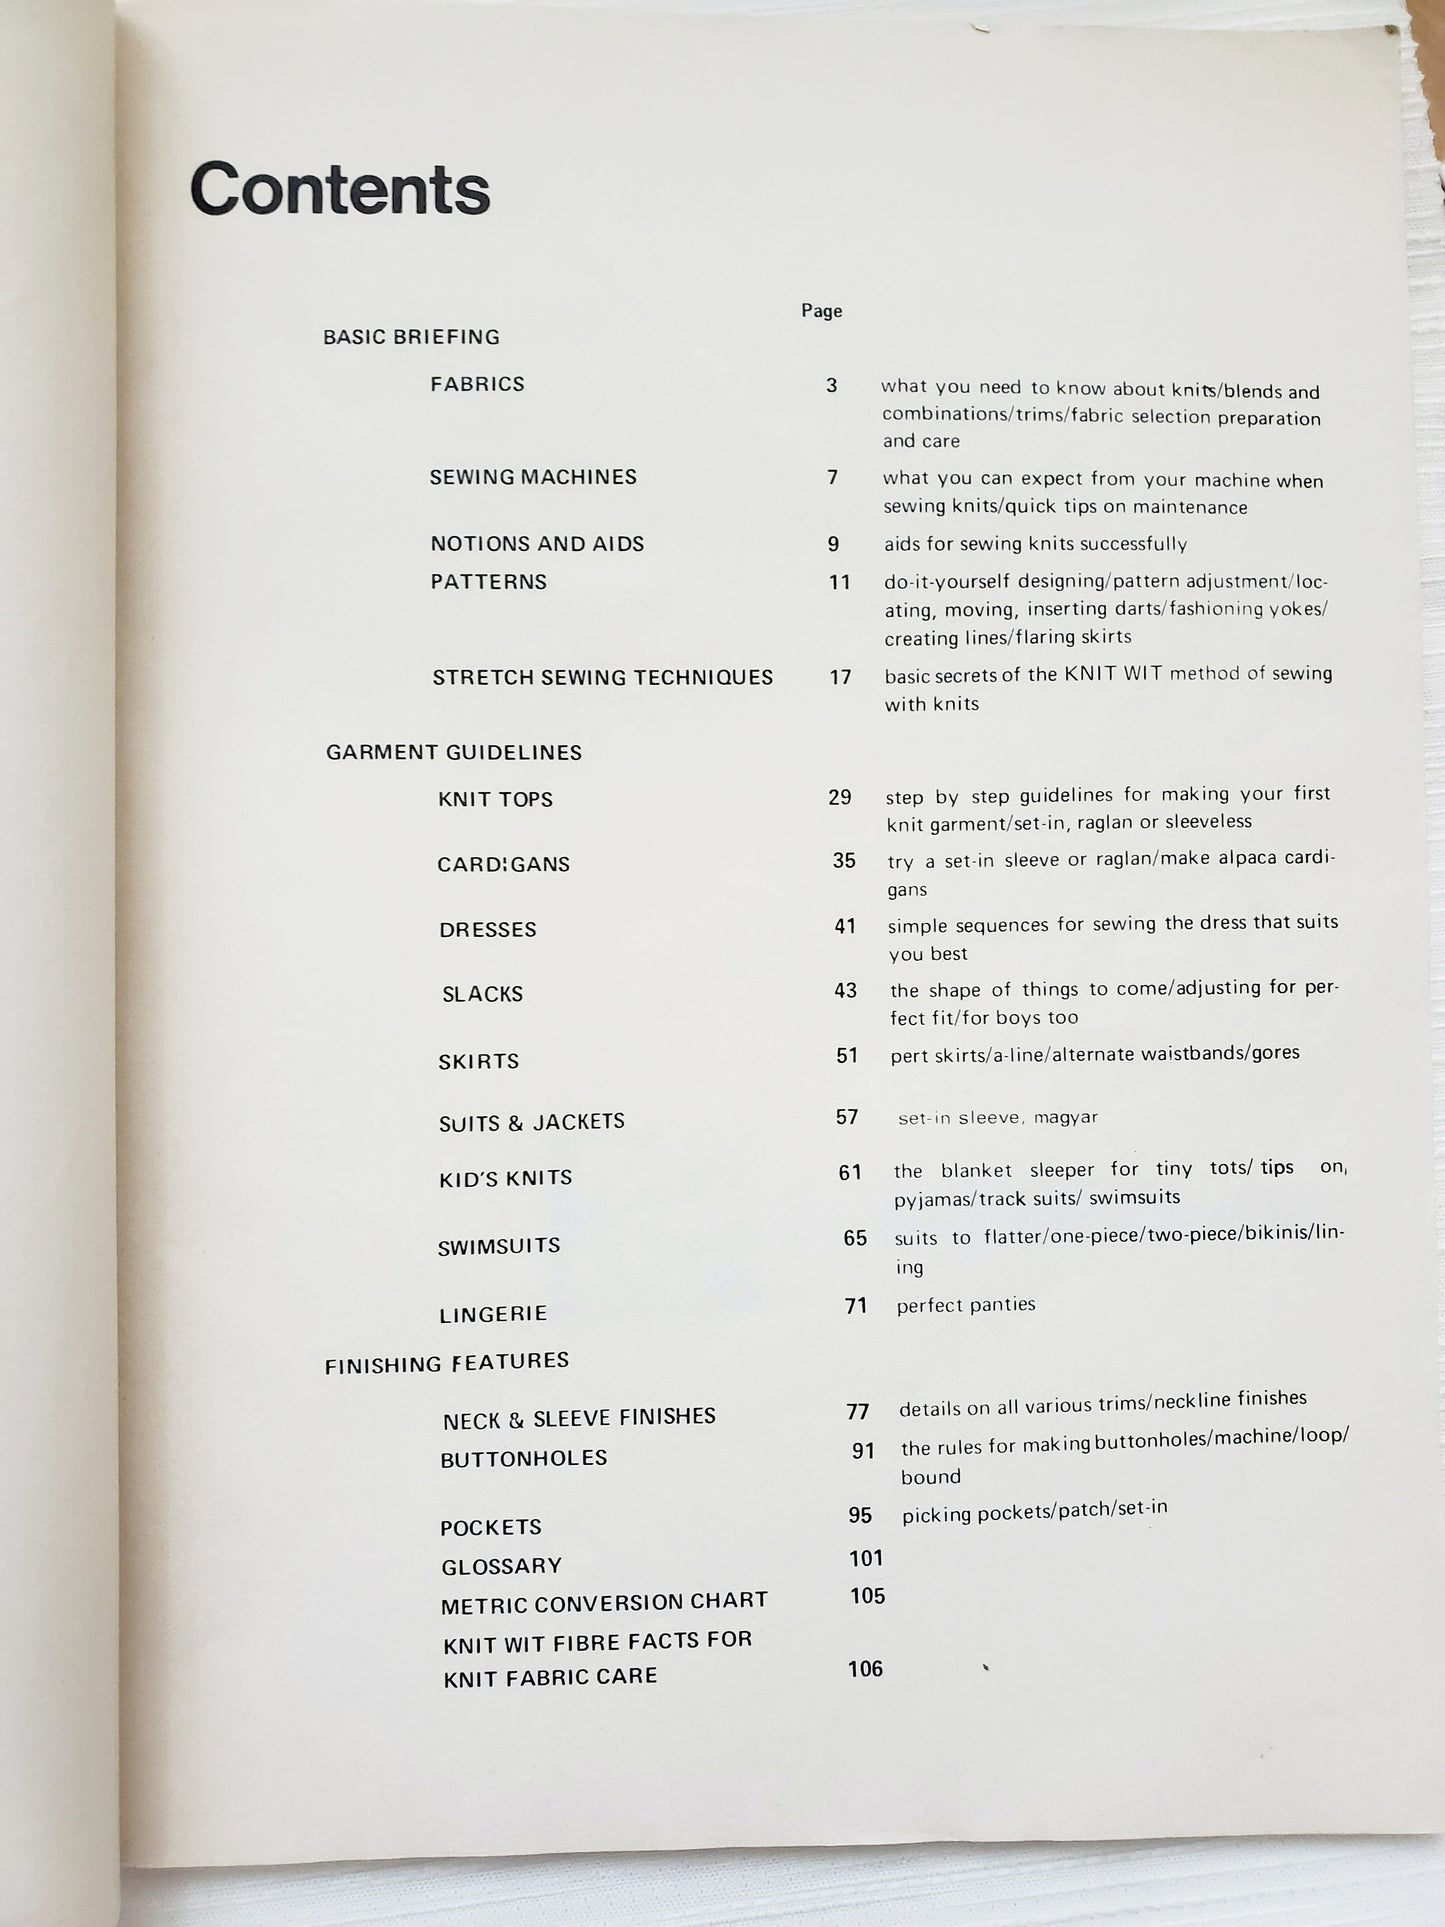 Contents
Page
BASIC BRIEFING
FABRICS 3 what you need to know about knits/blends and
combinations/trims/fabric selection preparation
and care
SEWING MACHINES 7 what you can expect from your machine when
sewing knits/quick tips on maintenance
NOTIONS AND AIDS 9 aids for sewing knits successfully
PATTERNS 11 do-it-yourself designing/pattern adjustment/loc-
ating, moving, inserting darts/fashioning yokes/
creating lines/flaring skirts
STRETCH SEWING TECHNIQUES 17 basic secrets of the KNIT WIT method of sewing
with knits
GARMENT GUIDELINES
KNIT TOPS 29 step by step guidelines for making your first
knit garment/set-in, raglan or sleeveless
CARDIGANS 35 try a set-in sleeve or raglan/make alpaca cardi-
gans
DRESSES 41 simple sequences for sewing the dress that suits
you best
SLACKS 43 the shape of things to come/adjusting for per-
fect fit/for boys too
SKIRTS 51 pert skirts/a-line/alternate waistbands/gores
SUITS & JACKETS 57 set-in sleeve, magyar
KID'S KNITS 61 the blanket sleeper for tiny tots/ tips on,
pyjamas/track suits/ swimsuits
SWIMSUITS 65 suits to flatter/one-piece/two-piece/bikinis/lin-
ing
LINGERIE 71 perfect panties
FINISHING FEATURES
NECK & SLEEVE FINISHES 77 details on all various trims/neckline finishes
BUTTONHOLES 91 the rules for making buttonholes/machine/loop/
bound
POCKETS 95 picking pockets/patch/set-in
GLOSSARY 101
METRIC CONVERSION CHART 105
KNIT WIT FIBRE FACTS FOR
KNIT FABRIC CARE 106